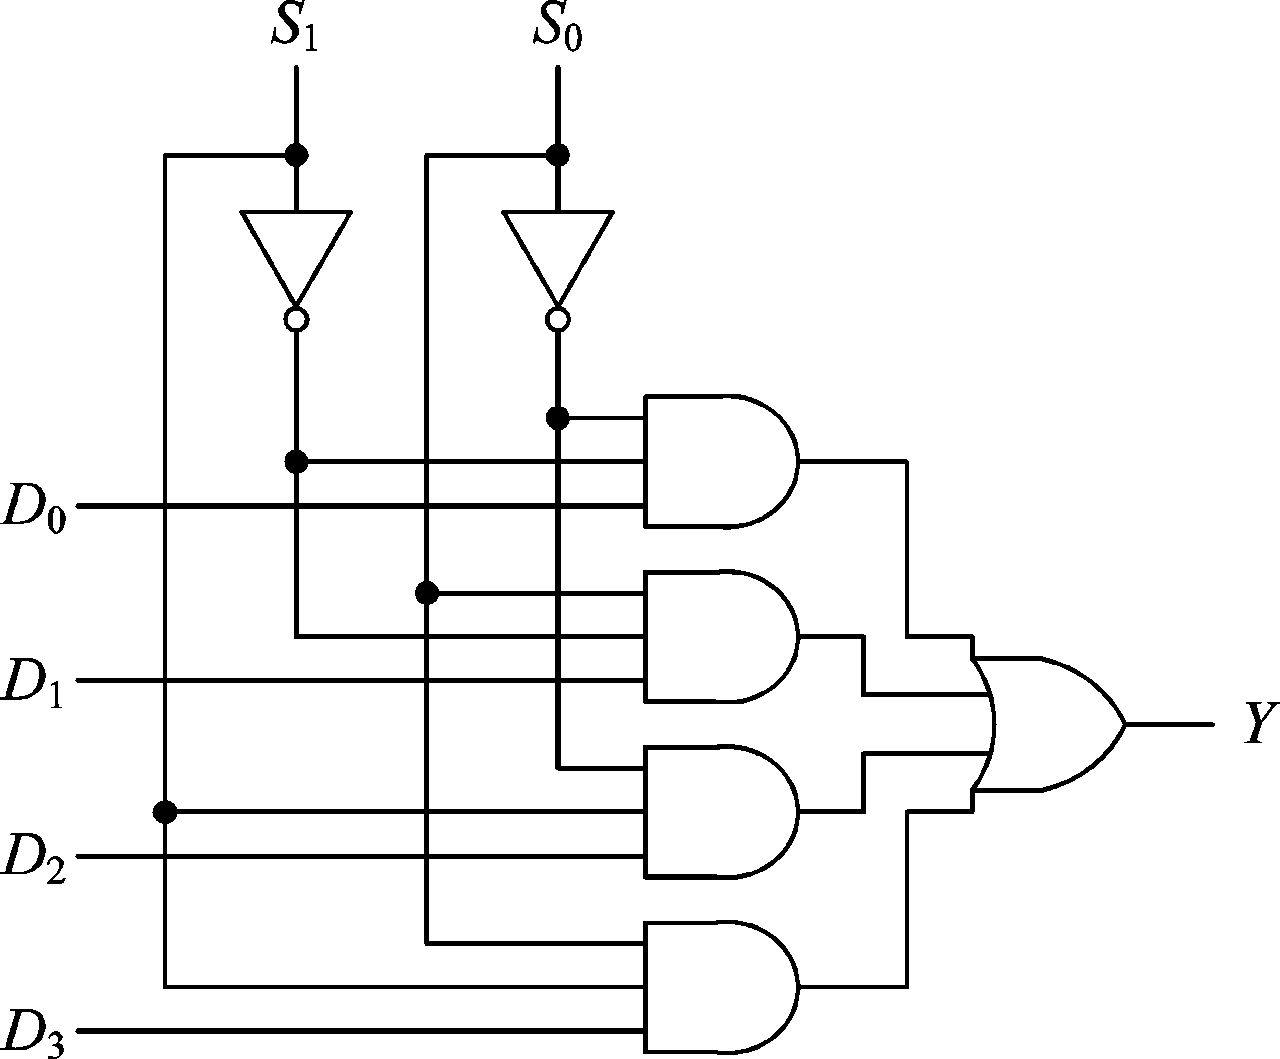 S₁ S₀
D₀
D₁
Y
D₂
D₃